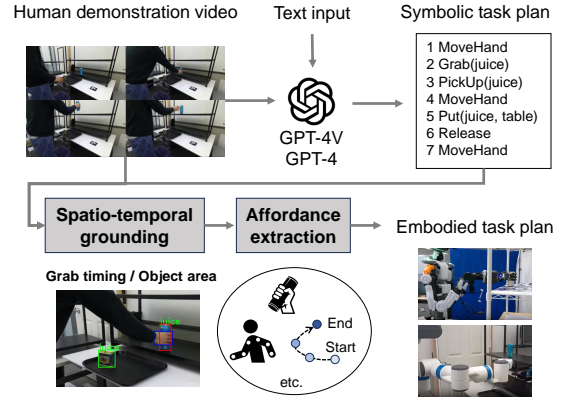 Human demonstration video
Text input
Symbolic task plan
1 MoveHand
2 Grab(juice)
3 PickUp(juice)
4 MoveHand
5 Put(juice, table)
6 Release
7 MoveHand
GPT-4V
GPT-4
Spatio-temporal
grounding
Affordance
extraction
Embodied task plan
Grab timing / Object area
juice
End
Start
etc.